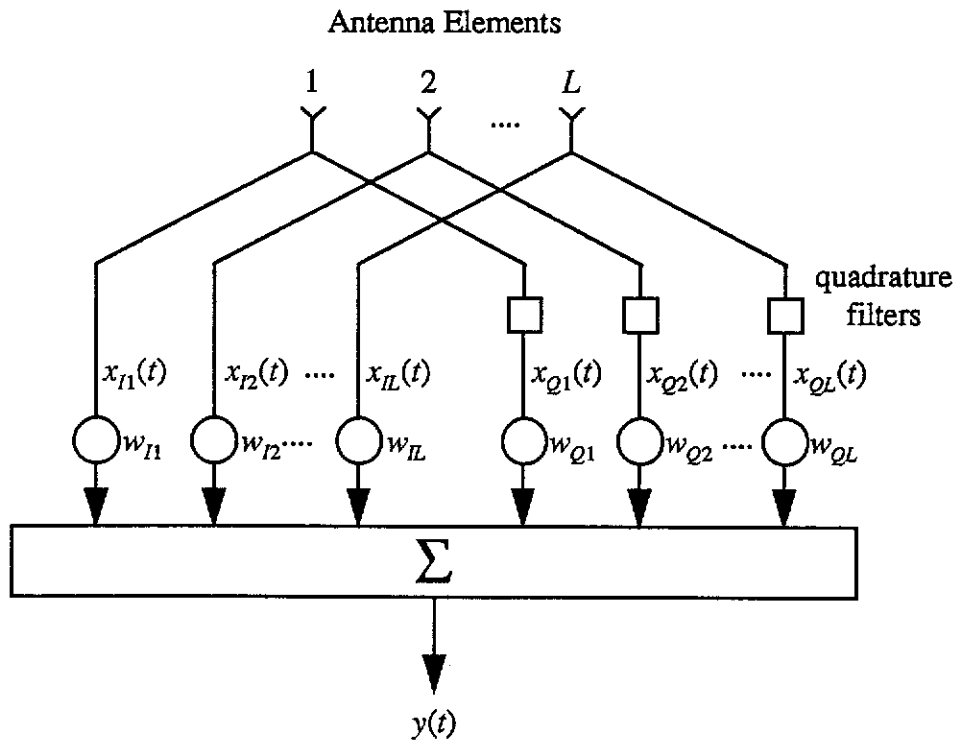 Antenna Elements
1 2 .... L
quadrature
filters
x_{I1}(t) x_{I2}(t) .... x_{IL}(t) x_{Q1}(t) x_{Q2}(t) .... x_{QL}(t)
w_{I1} w_{I2} .... w_{IL} w_{Q1} w_{Q2} .... w_{QL}
Σ
y(t)